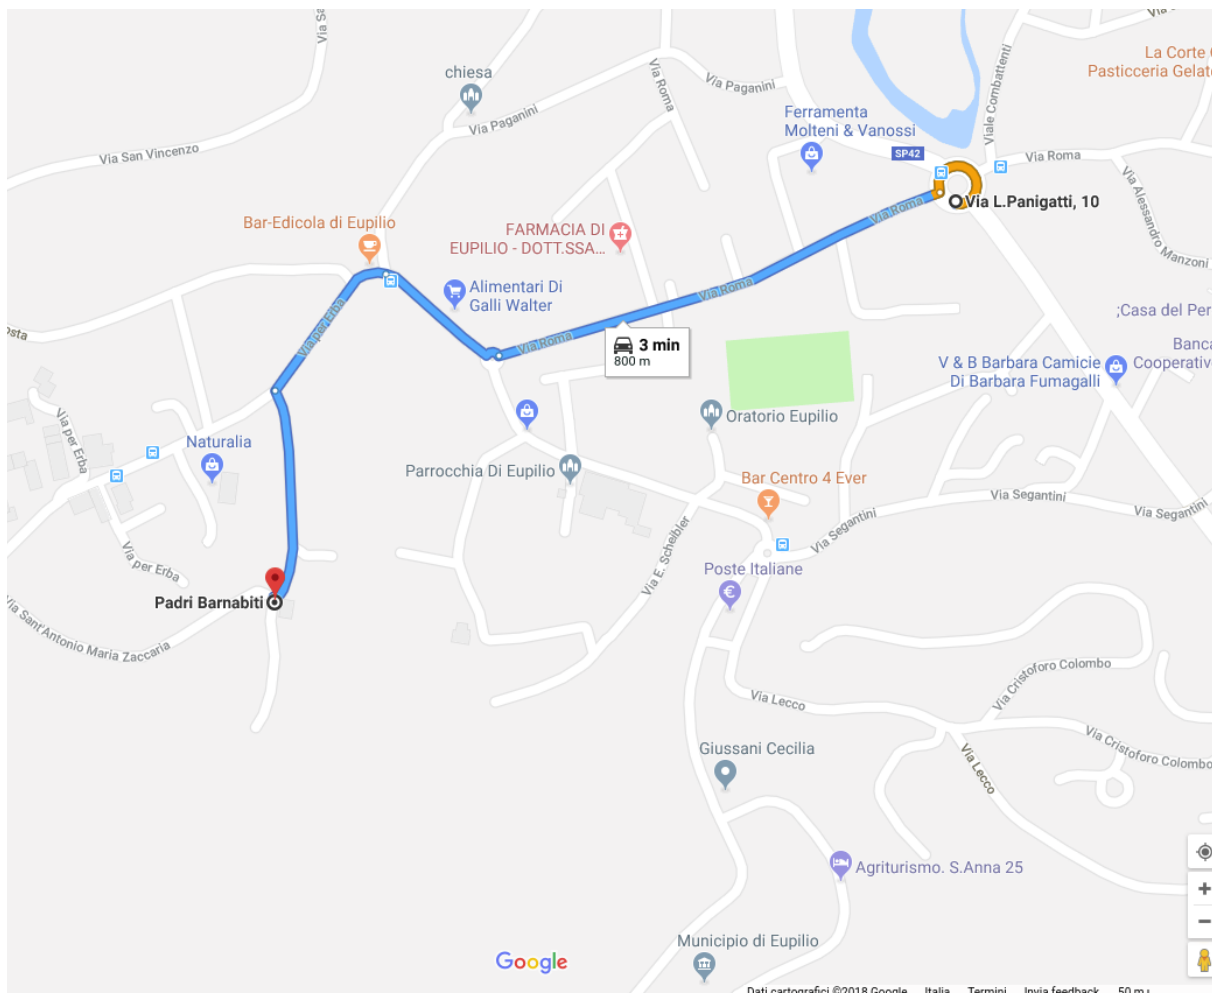 Via Sa
chiesa
La Corte
Pasticceria Gelat
Via Paganini
Via Roma
Viale Combattenti
Ferramenta
Molteni & Vanossi
Via Paganini
SP42
Via Roma
Via San Vincenzo
Via Alessandro Manzoni
Via L.Panigatti, 10
Via Roma
Bar-Edicola di Eupilio
FARMACIA DI
EUPILIO - DOTT.SSA...
Alimentari Di
Galli Walter
Via Roma
;Casa del Per
osta
Via per Erba
Via Roma
3 min
800 m
Banca
Cooperativ
V & B Barbara Camicie
Di Barbara Fumagalli
Oratorio Eupilio
Via per Erba
Naturalia
Parrocchia Di Eupilio
Bar Centro 4 Ever
Via Segantini
Via Segantini
Via Segantini
Via E. Scheibler
Via per Erba
Poste Italiane
Padri Barnabiti
Via Sant'Antonio Maria Zaccaria
Via Cristoforo Colombo
Via Lecco
Via Cristoforo Colombo
Giussani Cecilia
Via Lecco
Agriturismo. S.Anna 25
Municipio di Eupilio
Google
Dati cartografici ©2018 Google Italia Termini Invia feedback 50 m